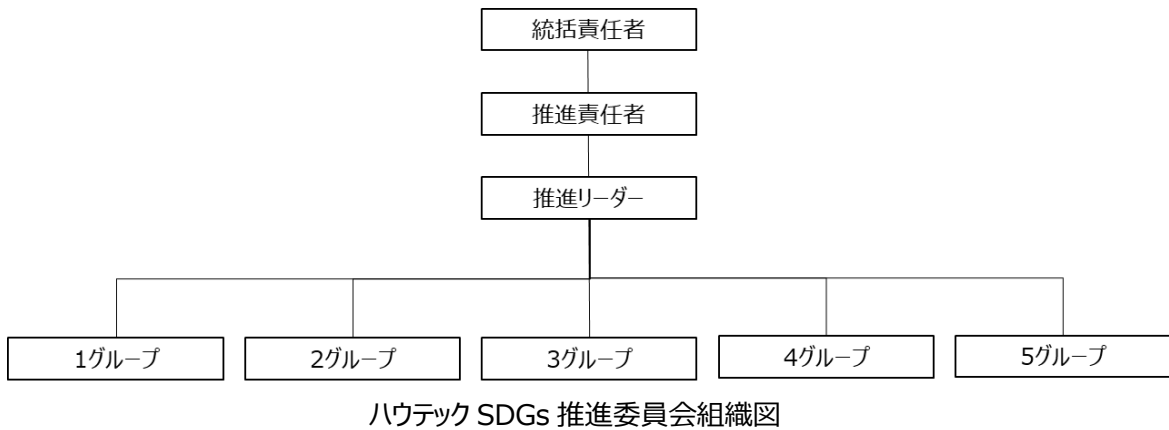 統括責任者
推進責任者
推進リーダー
1グループ
2グループ
3グループ
4グループ
5グループ
ハウテック SDGs 推進委員会組織図